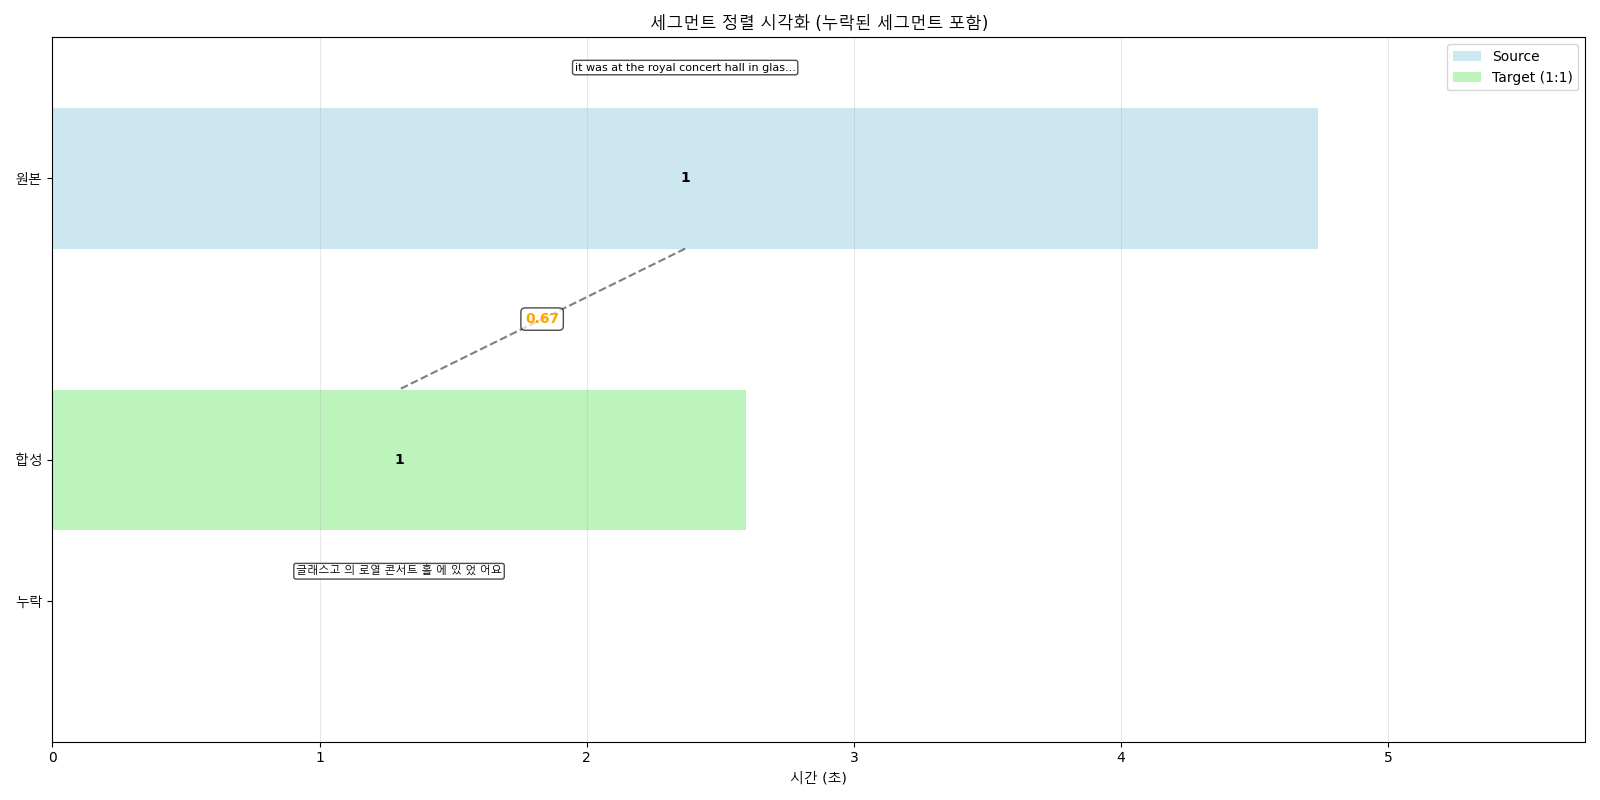 세그먼트 정렬 시각화 (누락된 세그먼트 포함)
it was at the royal concert hall in glas...
Source
Target (1:1)
원본
1
0.67
합성
1
글래스고 의 로열 콘서트 홀 에 있 었 어요
누락
0 1 2 3 4 5
시간 (초)